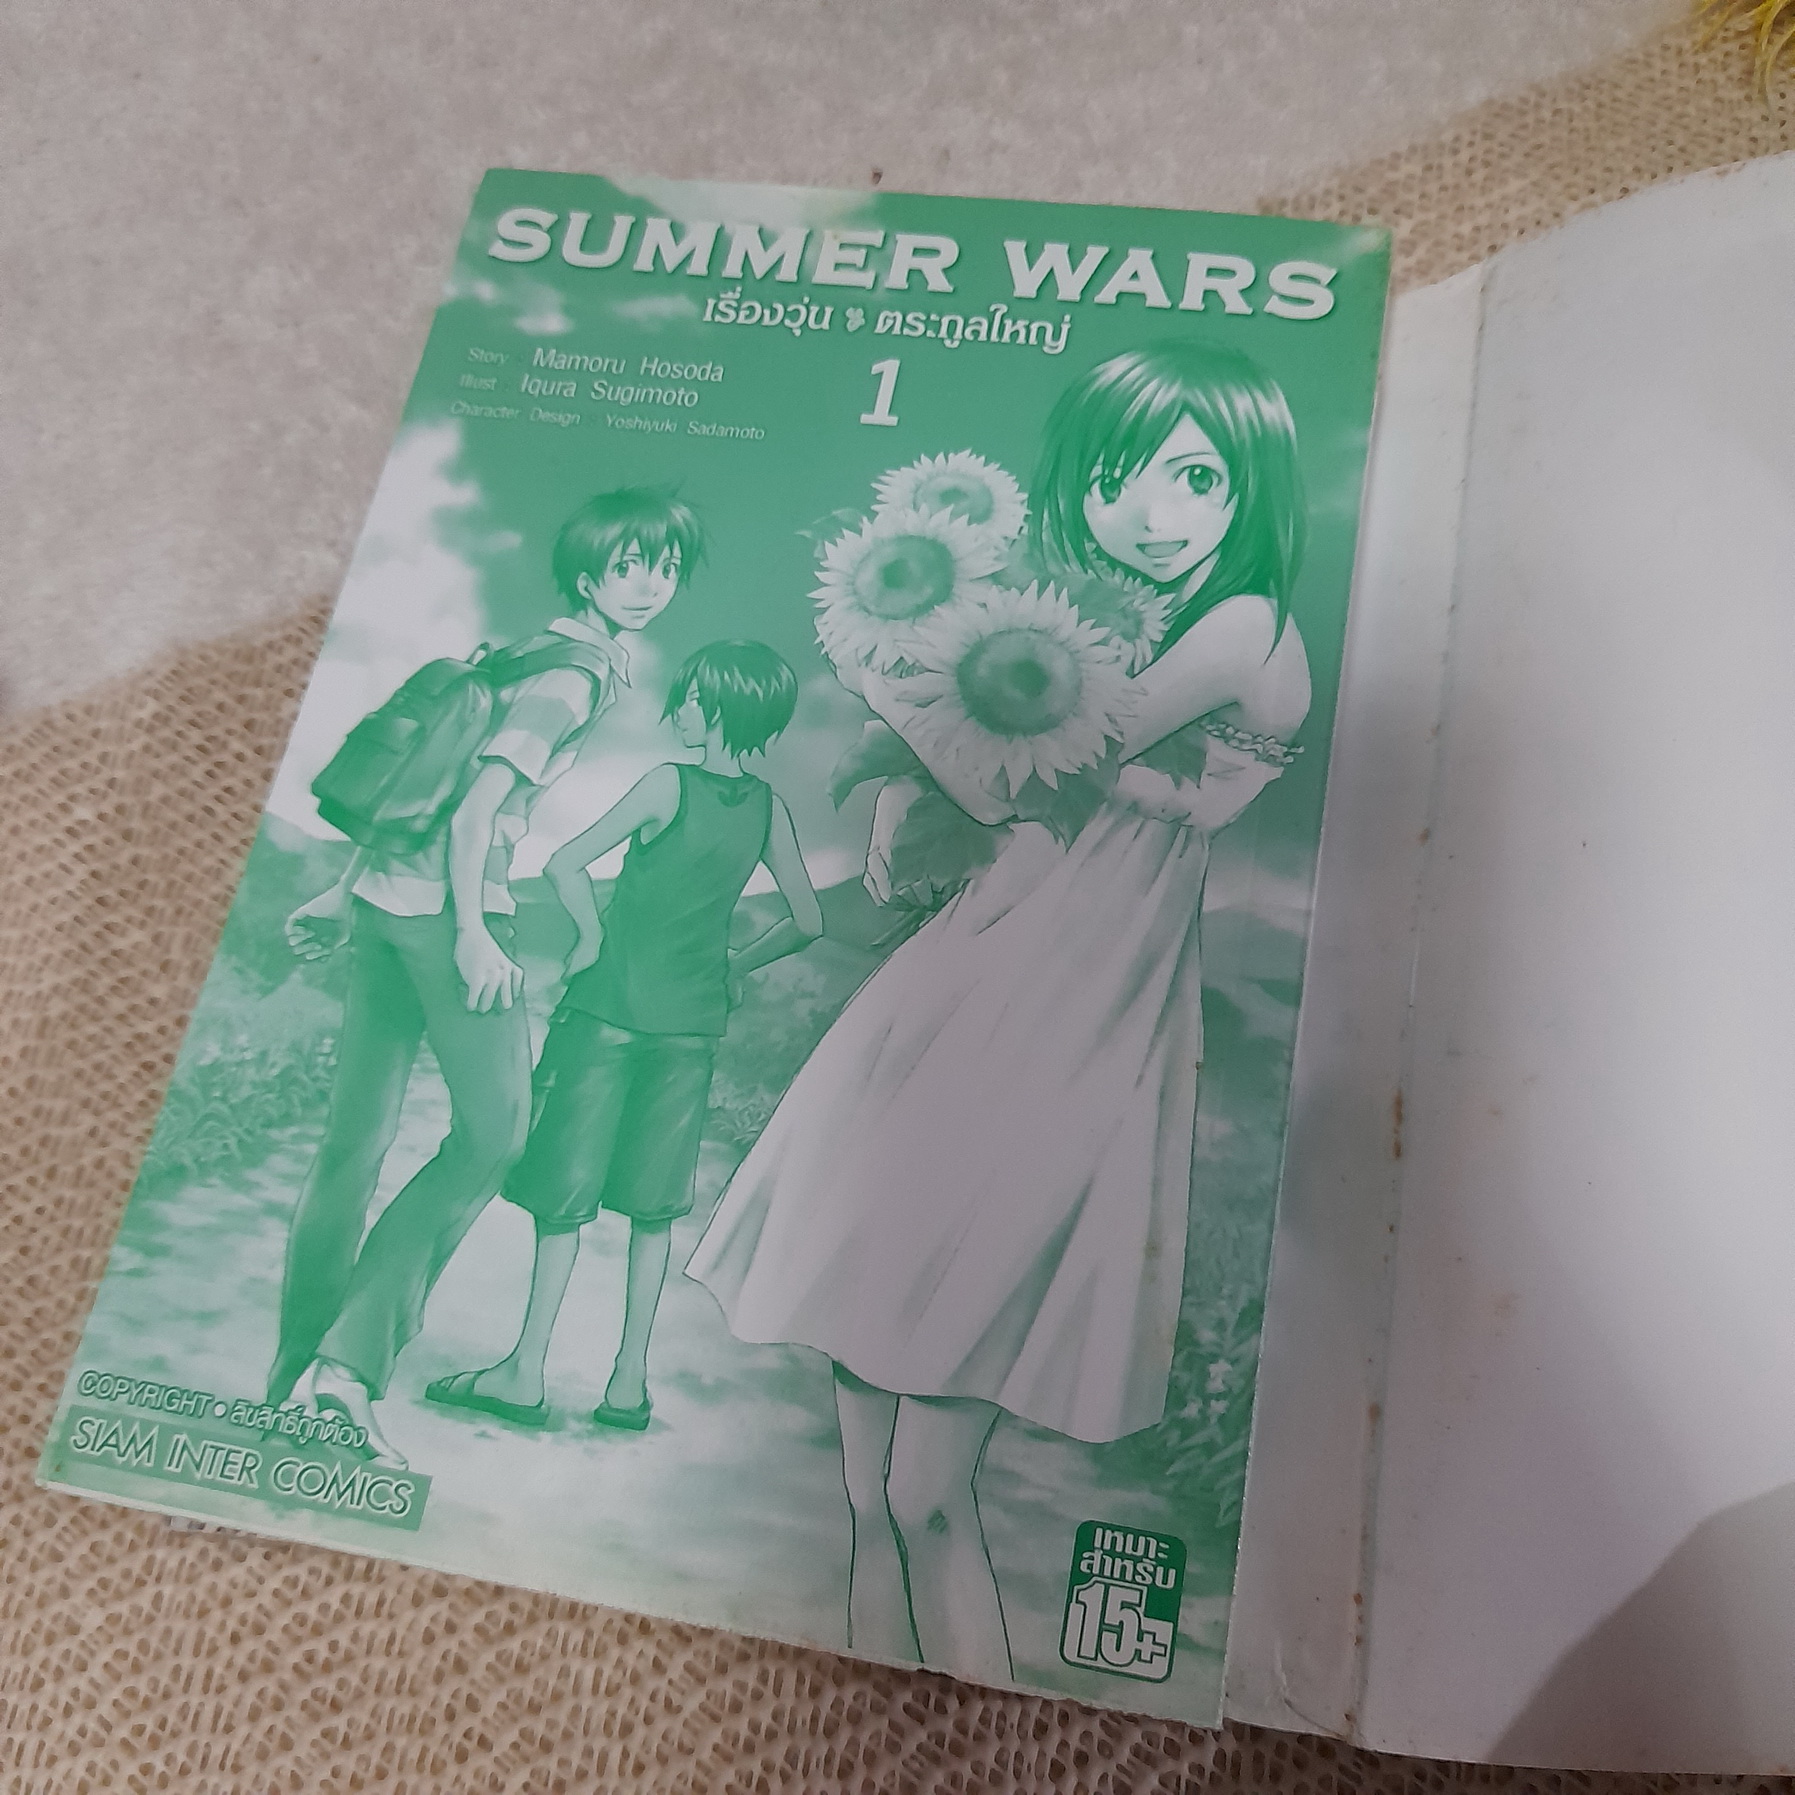 SUMMER WARS
เรื่องวุ่น ตระกูลใหญ่
1
Story : Mamoru Hosoda
Illust : Iqura Sugimoto
Character Design : Yoshiyuki Sadamoto
COPYRIGHT • ลิขสิทธิ์ถูกต้อง
SIAM INTER COMICS
เหมาะ
สำหรับ
15+